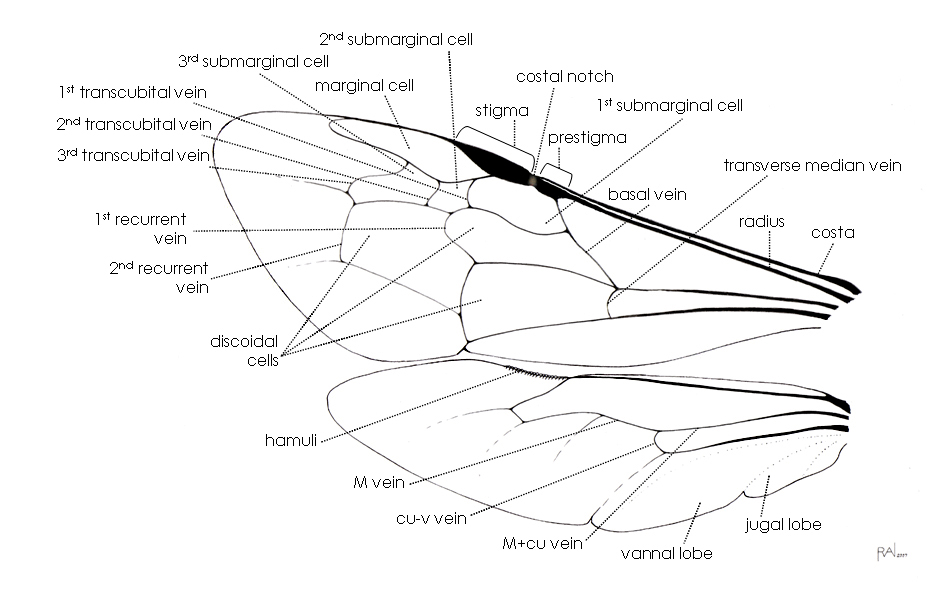 2nd submarginal cell
3rd submarginal cell
marginal cell
costal notch
1st transcubital vein
stigma
1st submarginal cell
2nd transcubital vein
prestigma
3rd transcubital vein
transverse median vein
basal vein
1st recurrent
vein
radius
costa
2nd recurrent
vein
discoidal
cells
hamuli
M vein
cu-v vein
jugal lobe
M+cu vein
vannal lobe